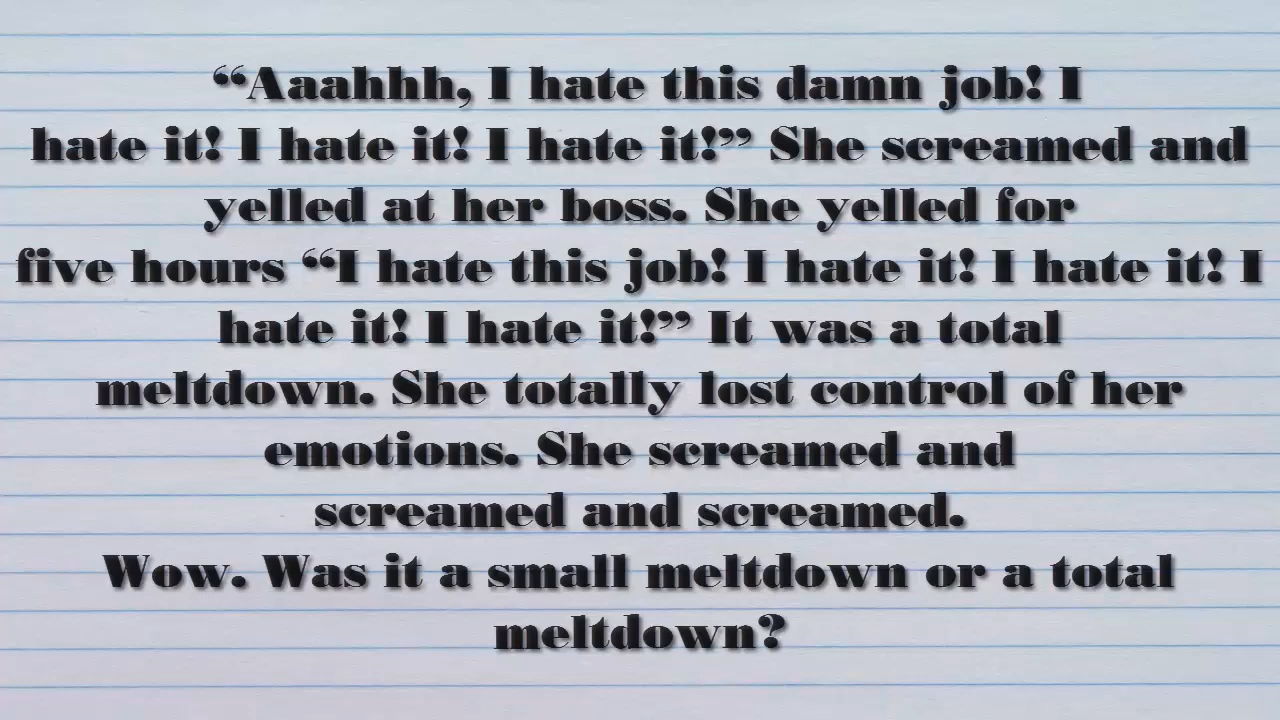 “Aaahhh, I hate this damn job! I
hate it! I hate it! I hate it!” She screamed and
yelled at her boss. She yelled for
five hours “I hate this job! I hate it! I hate it! I
hate it! I hate it!” It was a total
meltdown. She totally lost control of her
emotions. She screamed and
screamed and screamed.
Wow. Was it a small meltdown or a total
meltdown?